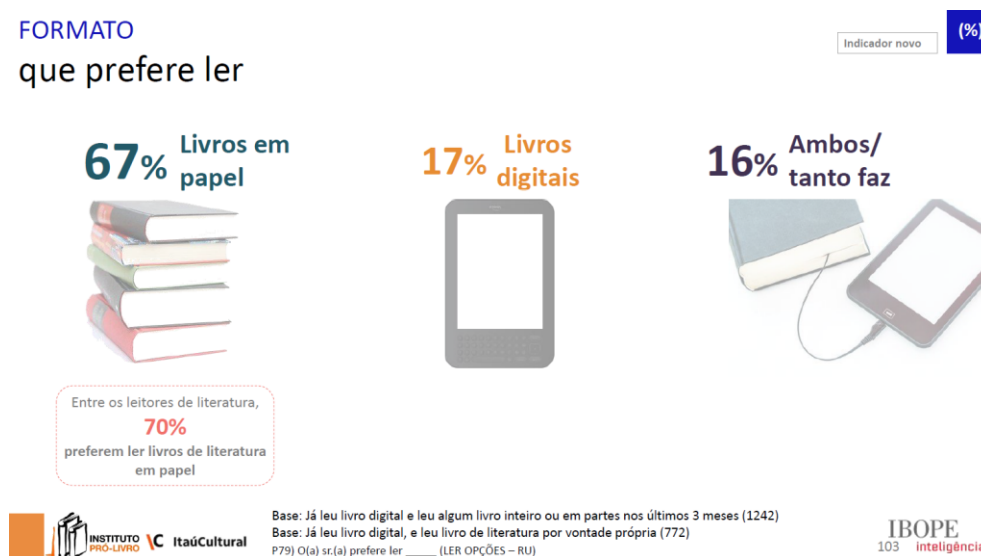 FORMATO
que prefere ler
Indicador novo
(%)
67% Livros em
papel
17% Livros
digitais
16% Ambos/
tanto faz
Entre os leitores de literatura,
70%
preferem ler livros de literatura
em papel
INSTITUTO
PRÓ-LIVRO
ItaúCultural
Base: Já leu livro digital e leu algum livro inteiro ou em partes nos últimos 3 meses (1242)
Base: Já leu livro digital, e leu livro de literatura por vontade própria (772)
P79) O(a) sr.(a) prefere ler _____ (LER OPÇÕES – RU)
IBOPE
103 inteligência